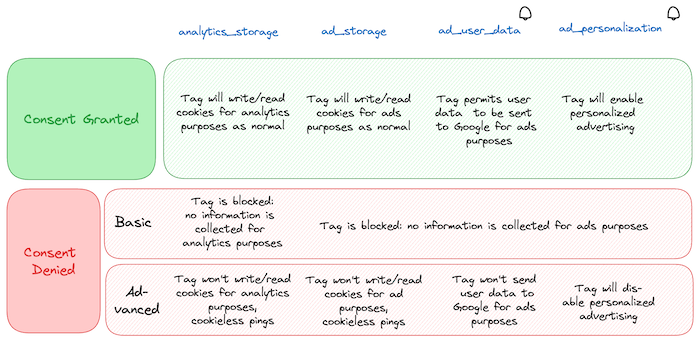 analytics_storage
ad_storage
ad_user_data
ad_personalization
Consent Granted
Tag will write/read
cookies for analytics
purposes as normal
Tag will write/read
cookies for ads
purposes as normal
Tag permits user
data to be sent
to Google for ads
purposes
Tag will enable
personalized
advertising
Consent
Denied
Basic
Tag is blocked:
no information is
collected for
analytics purposes
Tag is blocked: no information is collected for ads purposes
Ad-
vanced
Tag won't write/read
cookies for analytics
purposes,
cookieless pings
Tag won't write/read
cookies for ad
purposes,
cookieless pings
Tag won't send
user data to
Google for ads
purposes
Tag will dis-
able personalized
advertising